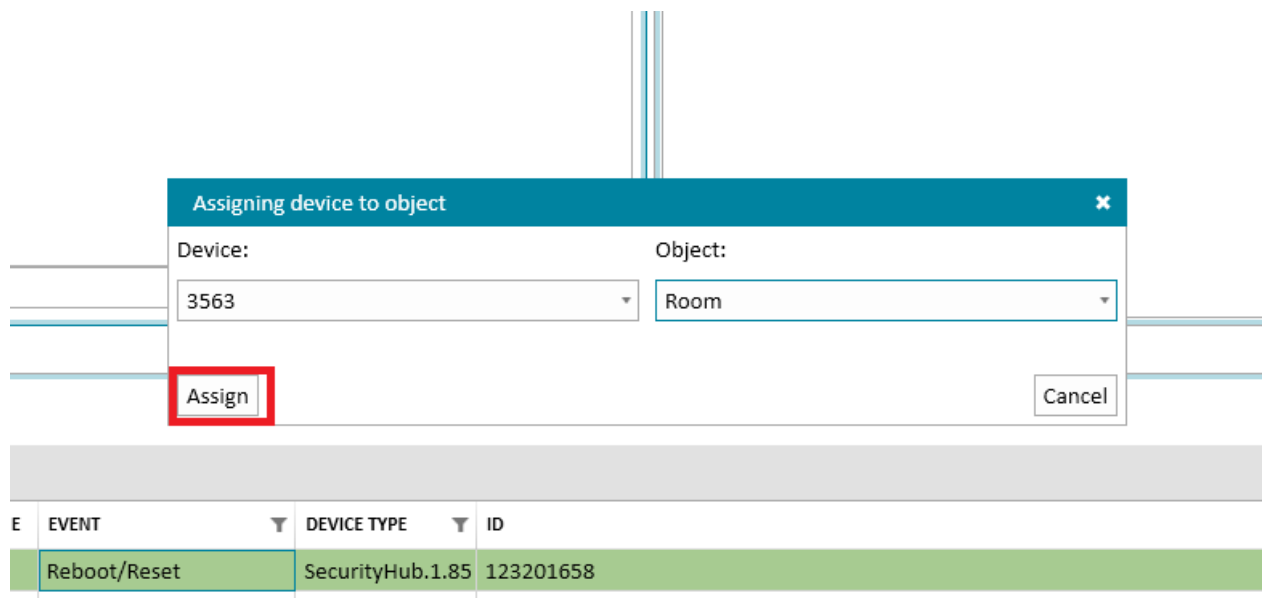 Assigning device to object
Device: Object:
3563 Room
Assign Cancel
E EVENT DEVICE TYPE ID
Reboot/Reset SecurityHub.1.85 123201658